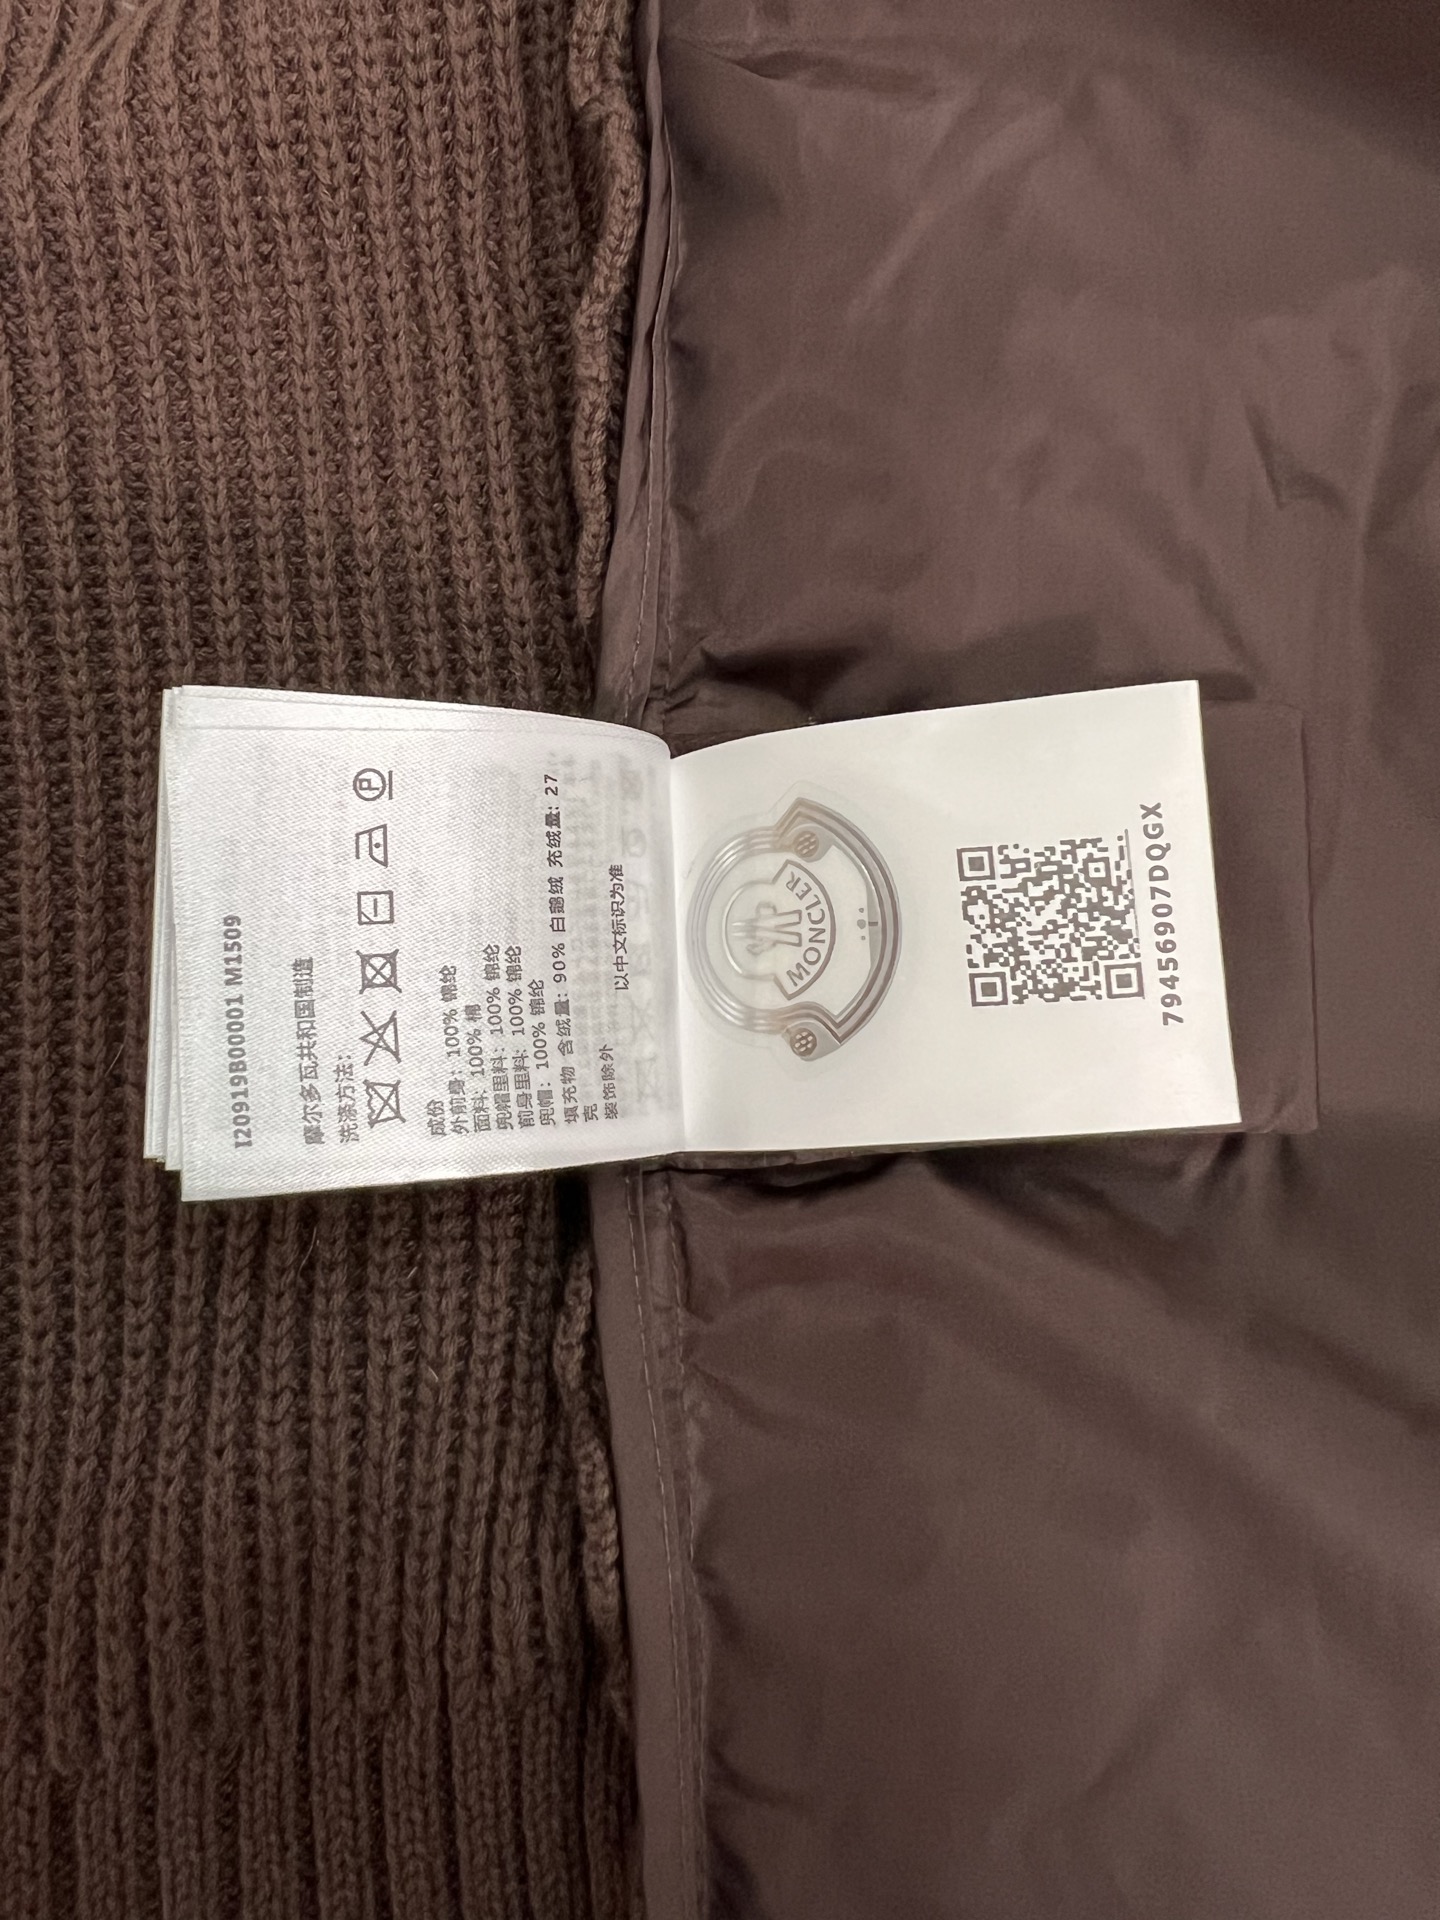 I20919B00001 M1509
摩尔多瓦共和国制造
洗涤方法:
P
成份
外前身: 100% 锦纶
面料: 100% 棉
兜帽里料: 100% 锦纶
前身里料: 100% 锦纶
兜帽: 100% 锦纶
填充物 含绒量: 90% 白鹅绒 充绒量: 27
克
装饰除外
以中文标识为准
MONCLER
79456907DQGX